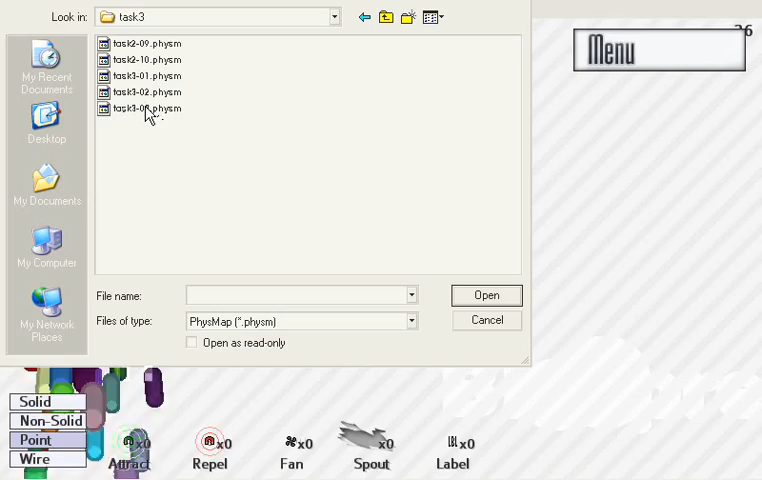 Look in: task3
36
Menu
task2-09.physm
task2-10.physm
task3-01.physm
task3-02.physm
My Recent Documents
Desktop
My Documents
My Computer
My Network Places
File name: Open
Files of type: PhysMap (*.physm) Cancel
Open as read-only
Solid
Non-Solid
Point
Wire
x0 x0 x0 x0 x0
Attract Repel Fan Spout Label